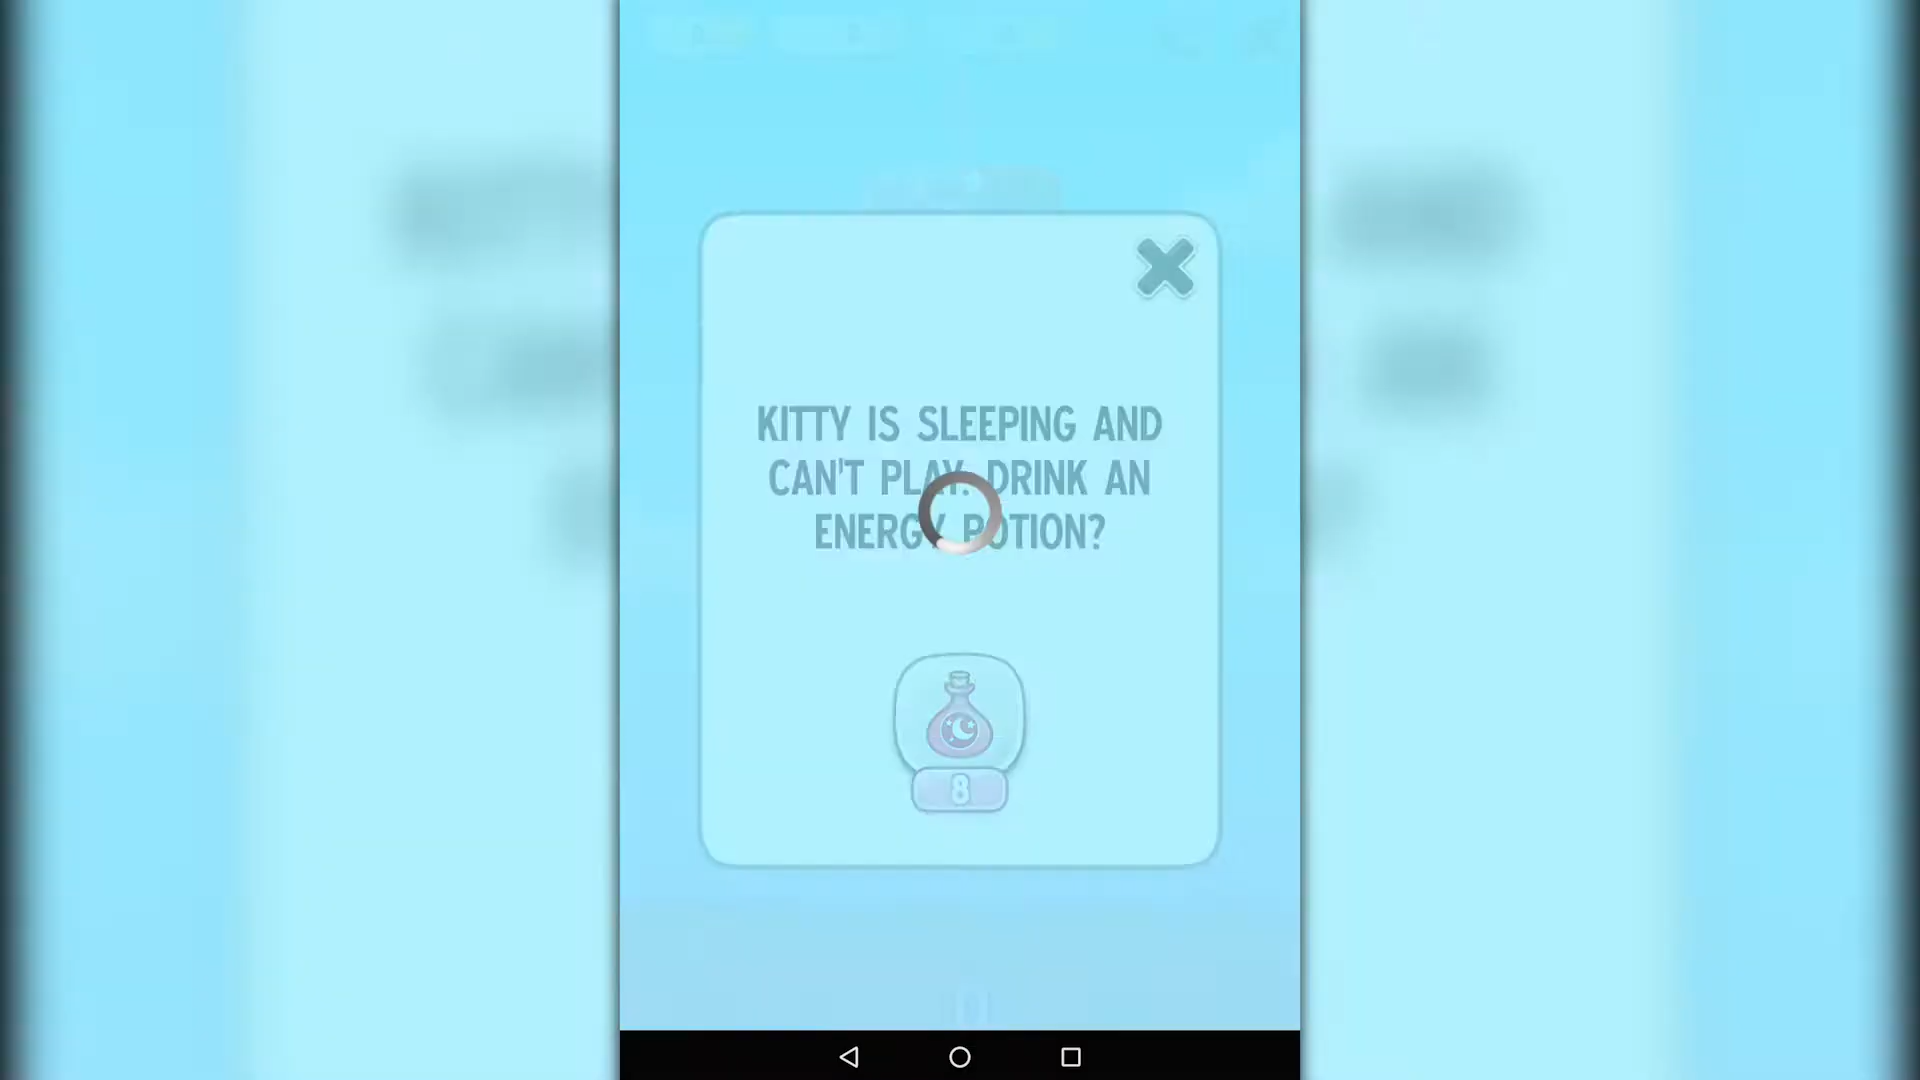 KITTY IS SLEEPING AND
CAN'T PLAY. DRINK AN
ENERGY POTION?
8